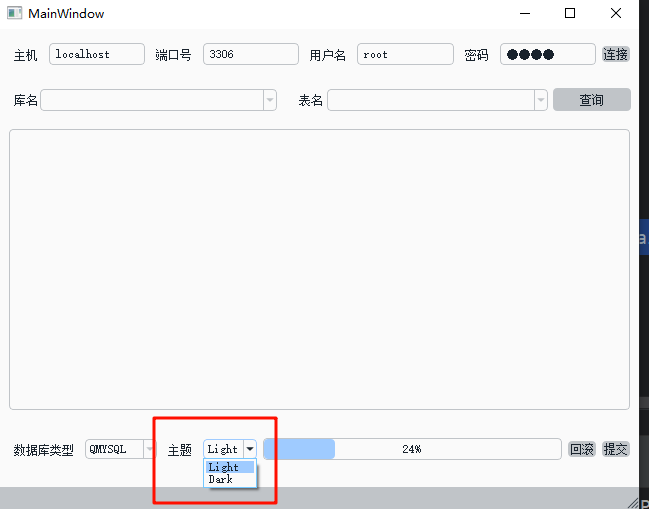 MainWindow
主机 localhost 端口号 3306 用户名 root 密码 ●●●● 连接
库名 表名 查询
数据库类型 QMYSQL 主题 Light 24% 回滚 提交
Light
Dark